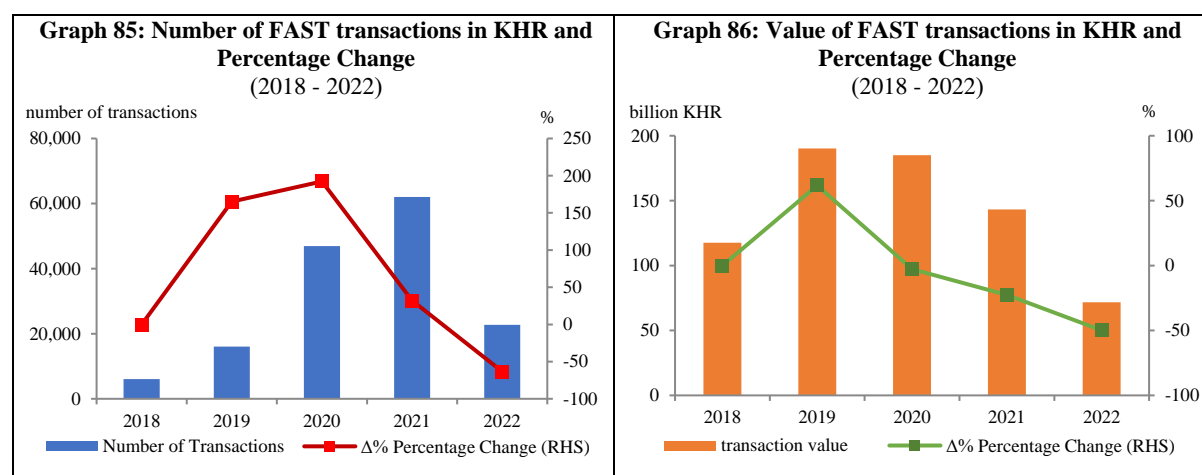 Graph 85: Number of FAST transactions in KHR and
Percentage Change
(2018 - 2022)
number of transactions
%
80,000
60,000
40,000
20,000
0
250
200
150
100
50
0
-50
-100
2018 2019 2020 2021 2022
Number of Transactions Δ% Percentage Change (RHS)
Graph 86: Value of FAST transactions in KHR and
Percentage Change
(2018 - 2022)
billion KHR
%
200
150
100
50
0
100
50
0
-50
-100
2018 2019 2020 2021 2022
transaction value Δ% Percentage Change (RHS)